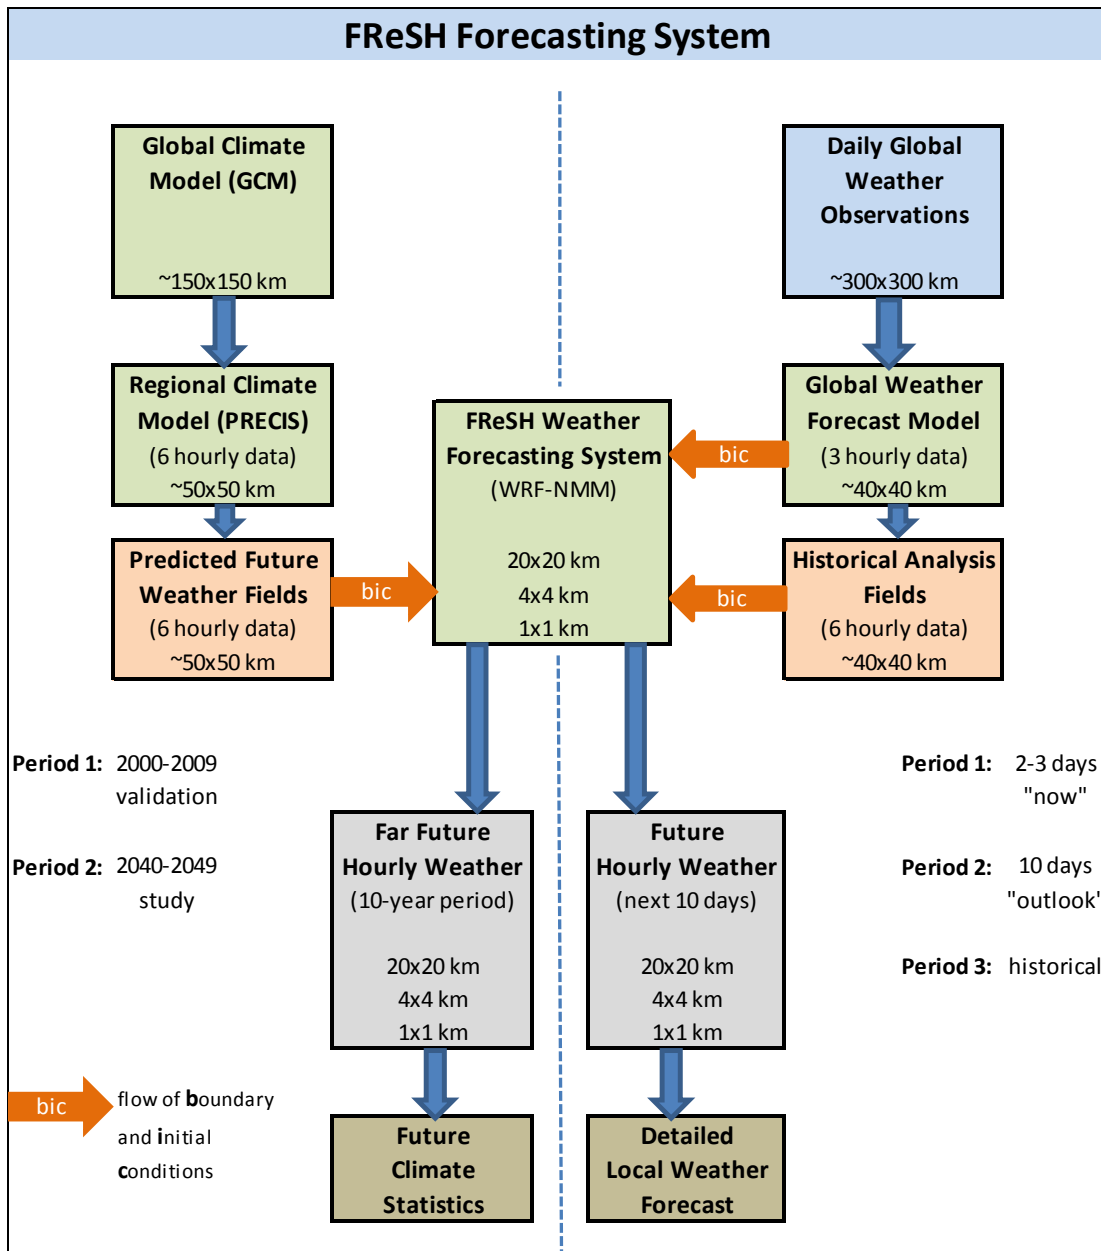 FReSH Forecasting System
Global Climate
Model (GCM)
~150x150 km
Regional Climate
Model (PRECIS)
(6 hourly data)
~50x50 km
Predicted Future
Weather Fields
(6 hourly data)
~50x50 km
bic
FReSH Weather
Forecasting System
(WRF-NMM)
20x20 km
4x4 km
1x1 km
Daily Global
Weather
Observations
~300x300 km
Global Weather
Forecast Model
(3 hourly data)
~40x40 km
bic
Historical Analysis
Fields
(6 hourly data)
~40x40 km
bic
Period 1: 2000-2009
validation
Period 2: 2040-2049
study
Far Future
Hourly Weather
(10-year period)
20x20 km
4x4 km
1x1 km
Future
Hourly Weather
(next 10 days)
20x20 km
4x4 km
1x1 km
Period 1: 2-3 days
"now"
Period 2: 10 days
"outlook'
Period 3: historical
bic
flow of boundary
and initial
conditions
Future
Climate
Statistics
Detailed
Local Weather
Forecast